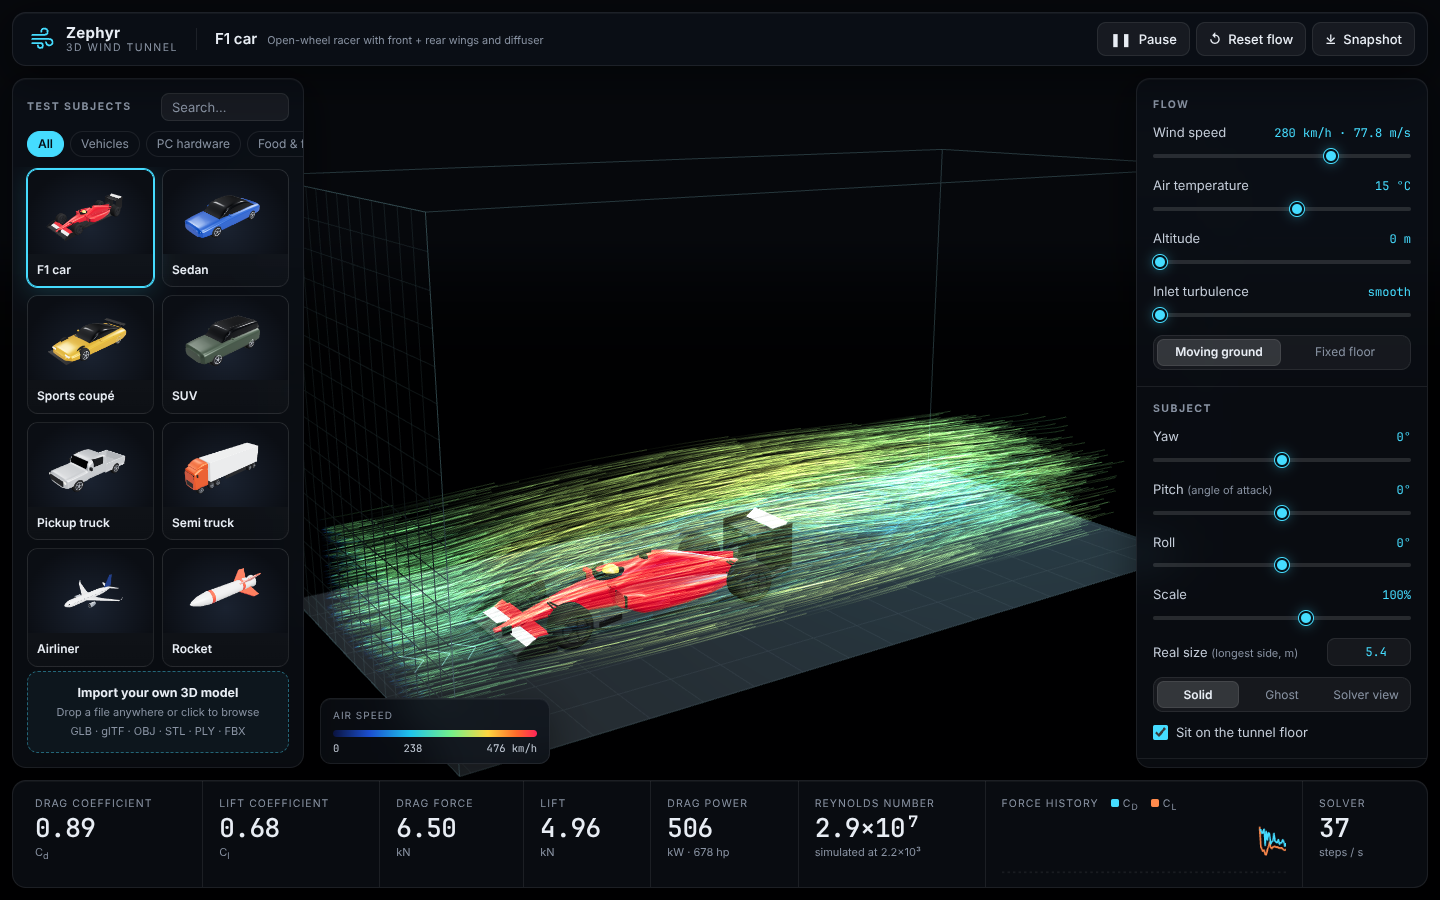 Zephyr
3D WIND TUNNEL
F1 car Open-wheel racer with front + rear wings and diffuser
Pause
Reset flow
Snapshot
TEST SUBJECTS
Search...
All
Vehicles
PC hardware
Food &
F1 car
Sedan
Sports coupé
SUV
Pickup truck
Semi truck
Airliner
Rocket
Import your own 3D model
Drop a file anywhere or click to browse
GLB · glTF · OBJ · STL · PLY · FBX
AIR SPEED
0 238 476 km/h
FLOW
Wind speed 280 km/h · 77.8 m/s
Air temperature 15 °C
Altitude 0 m
Inlet turbulence smooth
Moving ground Fixed floor
SUBJECT
Yaw 0°
Pitch (angle of attack) 0°
Roll 0°
Scale 100%
Real size (longest side, m) 5.4
Solid Ghost Solver view
Sit on the tunnel floor
DRAG COEFFICIENT
0.89
Cd
LIFT COEFFICIENT
0.68
Cl
DRAG FORCE
6.50
kN
LIFT
4.96
kN
DRAG POWER
506
kW · 678 hp
REYNOLDS NUMBER
2.9×10⁷
simulated at 2.2×10³
FORCE HISTORY CD CL
SOLVER
37
steps / s